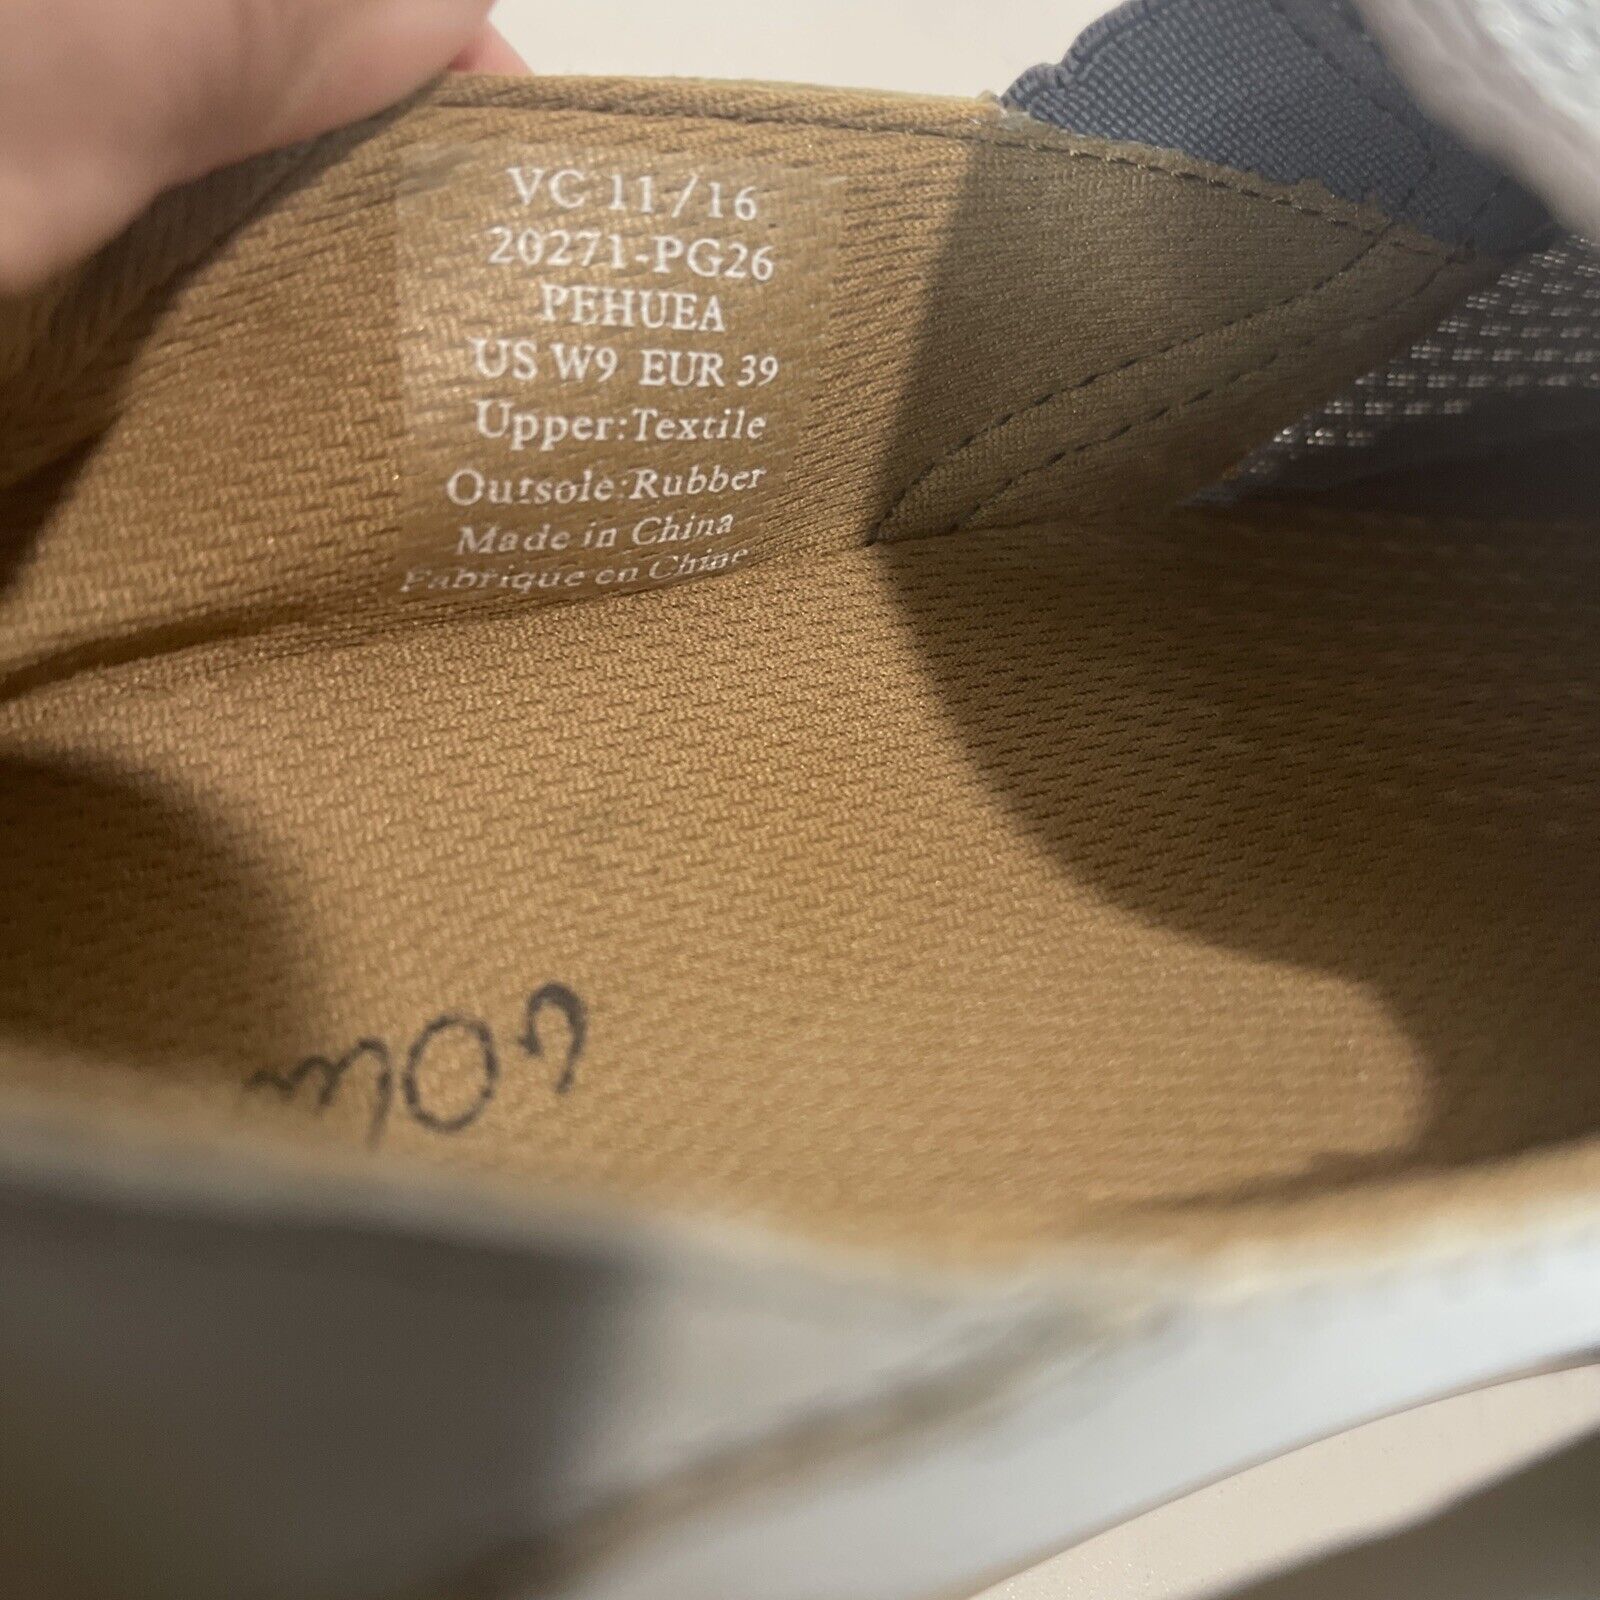 VC 11/16
20271-PG26
PEHUEA
US W9 EUR 39
Upper:Textile
Outsole:Rubber
Made in China
Fabrique en Chine